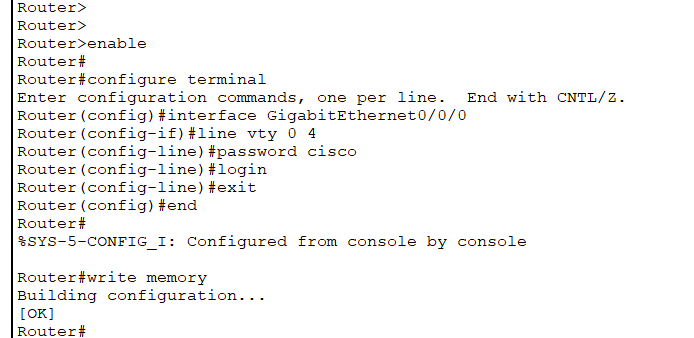 Router>
Router>
Router>enable
Router#
Router#configure terminal
Enter configuration commands, one per line.  End with CNTL/Z.
Router(config)#interface GigabitEthernet0/0/0
Router(config-if)#line vty 0 4
Router(config-line)#password cisco
Router(config-line)#login
Router(config-line)#exit
Router(config)#end
Router#
%SYS-5-CONFIG_I: Configured from console by console
Router#write memory
Building configuration...
[OK]
Router#